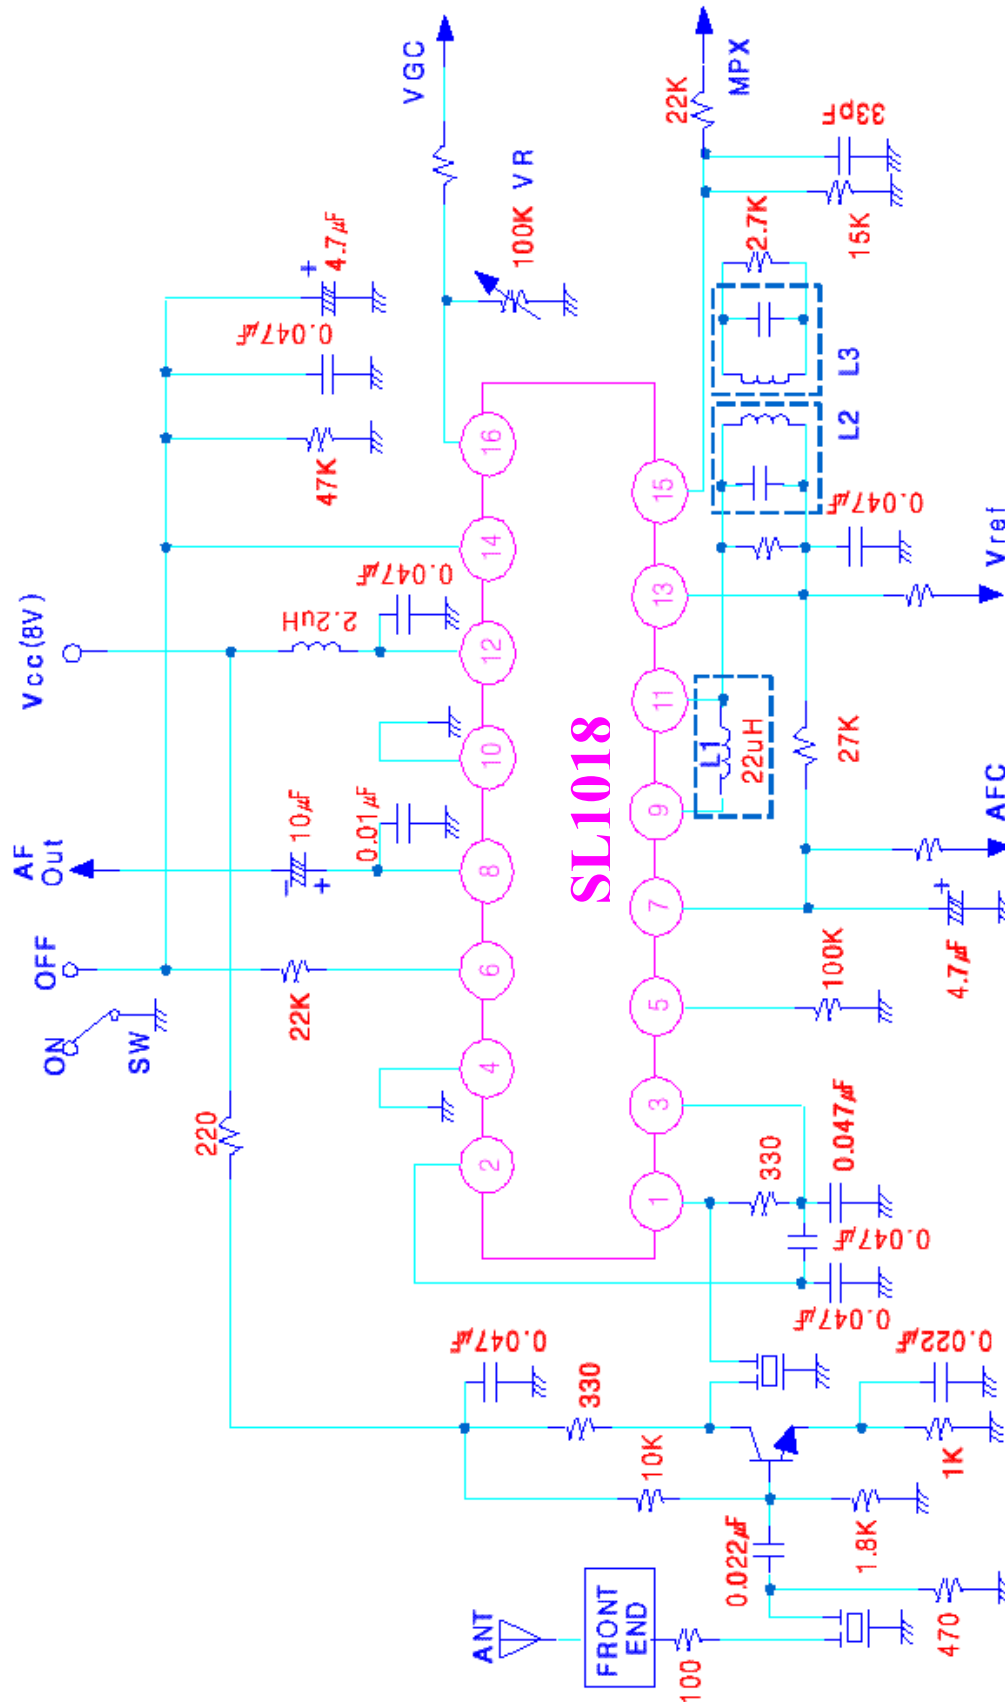 VGC
MPX
22K
33pF
100K VR
15K
2.7K
4.7µF
+
0.047µF
L3
L2
47K
16
15
0.047µF
14
13
Vref
Vcc(8V)
2.2uH
0.047µF
12
11
10
SL1018
L1
22uH
27K
AFC
AF
Out
10µF
-
+
0.01µF
8
9
7
+
4.7µF
OFF
ON
SW
22K
6
5
100K
4
3
220
2
1
330
0.047µF
0.047µF
0.047µF
0.047µF
330
0.022µF
10K
1K
0.022µF
1.8K
ANT
FRONT
END
100
470